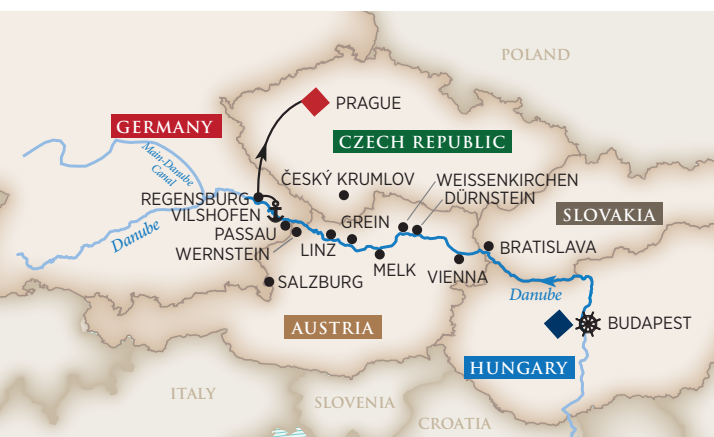 POLAND
PRAGUE
GERMANY
CZECH REPUBLIC
Main-Danube
Canal
ČESKÝ KRUMLOV
WEISSENKIRCHEN
DÜRNSTEIN
REGENSBURG
VILSHOFEN
PASSAU
WERNSTEIN
GREIN
LINZ
SLOVAKIA
Danube
BRATISLAVA
MELK
VIENNA
SALZBURG
Danube
AUSTRIA
BUDAPEST
HUNGARY
ITALY
SLOVENIA
CROATIA